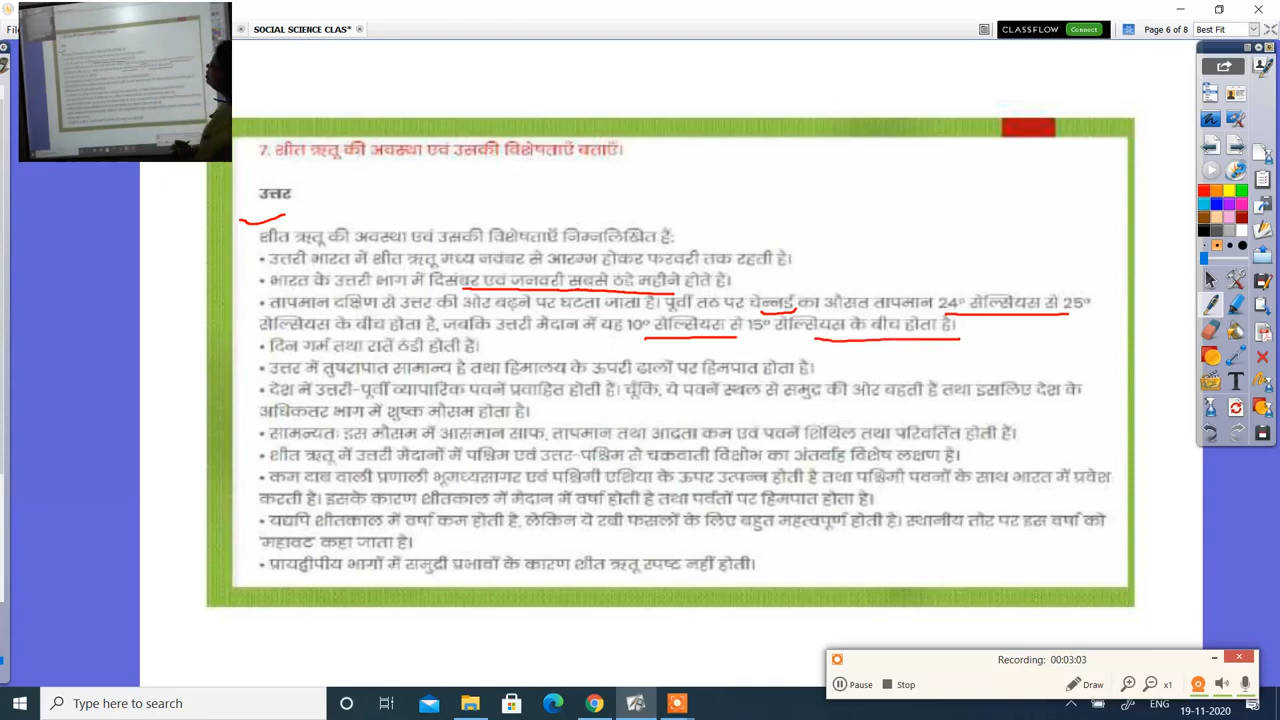 File
SOCIAL SCIENCE CLAS*
CLASSFLOW
Connect
Page 6 of 8
Best Fit
7. शीत ऋतू की अवस्था एवं उसकी विशेषताएँ बताएँ।
उत्तर
शीत ऋतू की अवस्था एवं उसकी विशेषताएँ निम्नलिखित हैं:
• उत्तरी भारत में शीत ऋतू मध्य नवंबर से आरम्भ होकर फरवरी तक रहती है।
• भारत के उत्तरी भाग में दिसंबर एवं जनवरी सबसे ठंडे महीने होते हैं।
• तापमान दक्षिण से उत्तर की ओर बढ़ने पर घटता जाता है। पूर्वी तठ पर चेन्नई का औसत तापमान 24° सेल्सियस से 25°
सेल्सियस के बीच होता है, जबकि उत्तरी मैदान में यह 10° सेल्सियस से 15° सेल्सियस के बीच होता है।
• दिन गर्म तथा रातें ठंडी होती हैं।
• उत्तर में तुषारापात सामान्य है तथा हिमालय के ऊपरी ढालों पर हिमपात होता है।
• देश में उत्तरी-पूर्वी व्यापारिक पवनें प्रवाहित होती हैं। चूँकि, ये पवनें स्थल से समुद्र की ओर बहती हैं तथा इसलिए देश के
अधिकतर भाग में शुष्क मौसम होता है।
• सामन्यतः इस मौसम में आसमान साफ, तापमान तथा आर्द्रता कम एवं पवनें शिथिल तथा परिवर्तित होती हैं।
• शीत ऋतू में उत्तरी मैदानों में पश्चिम एवं उत्तर-पश्चिम से चक्रवाती विक्षोभ का अंतर्वाह विशेष लक्षण है।
• कम दाब वाली प्रणाली भूमध्यसागर एवं पश्चिमी एशिया के ऊपर उत्पन्न होती है तथा पश्चिमी पवनों के साथ भारत में प्रवेश
करती है। इसके कारण शीतकाल में मैदान में वर्षा होती है तथा पर्वतों पर हिमपात होता है।
• यद्यपि शीतकाल में वर्षा कम होती है, लेकिन ये रबी फसलों के लिए बहुत महत्वपूर्ण होती है। स्थानीय तौर पर इस वर्षा को
'महावट' कहा जाता है।
• प्रायद्वीपीय भागों में समुद्री प्रभावों के कारण शीत ऋतू स्पष्ट नहीं होती।
Recording: 00:03:03
Pause
Stop
Draw
x1
Type here to search
ENG
19-11-2020